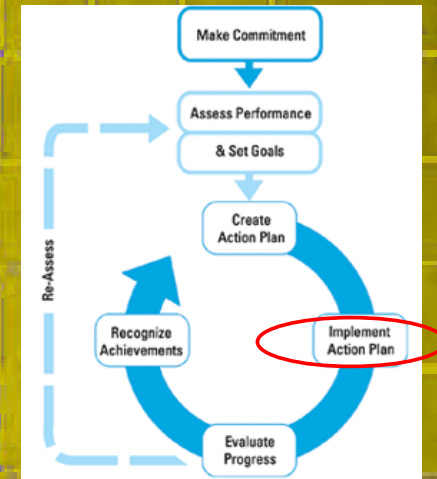 Make Commitment
Assess Performance
& Set Goals
Create
Action Plan
Re-Assess
Recognize
Achievements
Implement
Action Plan
Evaluate
Progress